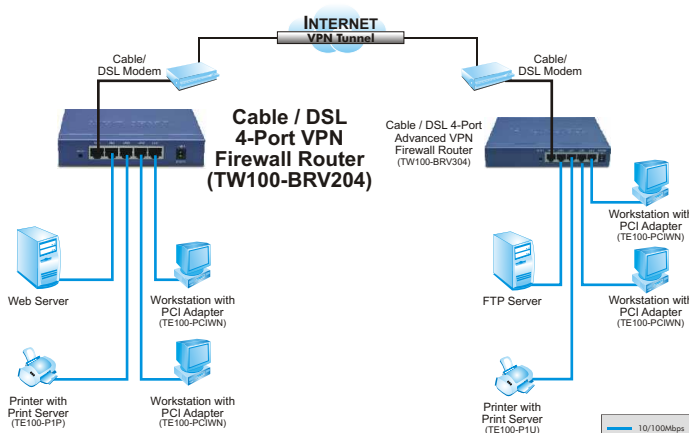 INTERNET
VPN Tunnel
Cable/
DSL Modem
Cable/
DSL Modem
Cable / DSL
4-Port VPN
Firewall Router
(TW100-BRV204)
Cable / DSL 4-Port
Advanced VPN
Firewall Router
(TW100-BRV304)
Web Server
Workstation with
PCI Adapter
(TE100-PCIWN)
Printer with
Print Server
(TE100-P1P)
Workstation with
PCI Adapter
(TE100-PCIWN)
Workstation with
PCI Adapter
(TE100-PCIWN)
FTP Server
Workstation with
PCI Adapter
(TE100-PCIWN)
Printer with
Print Server
(TE100-P1U)
10/100Mbps